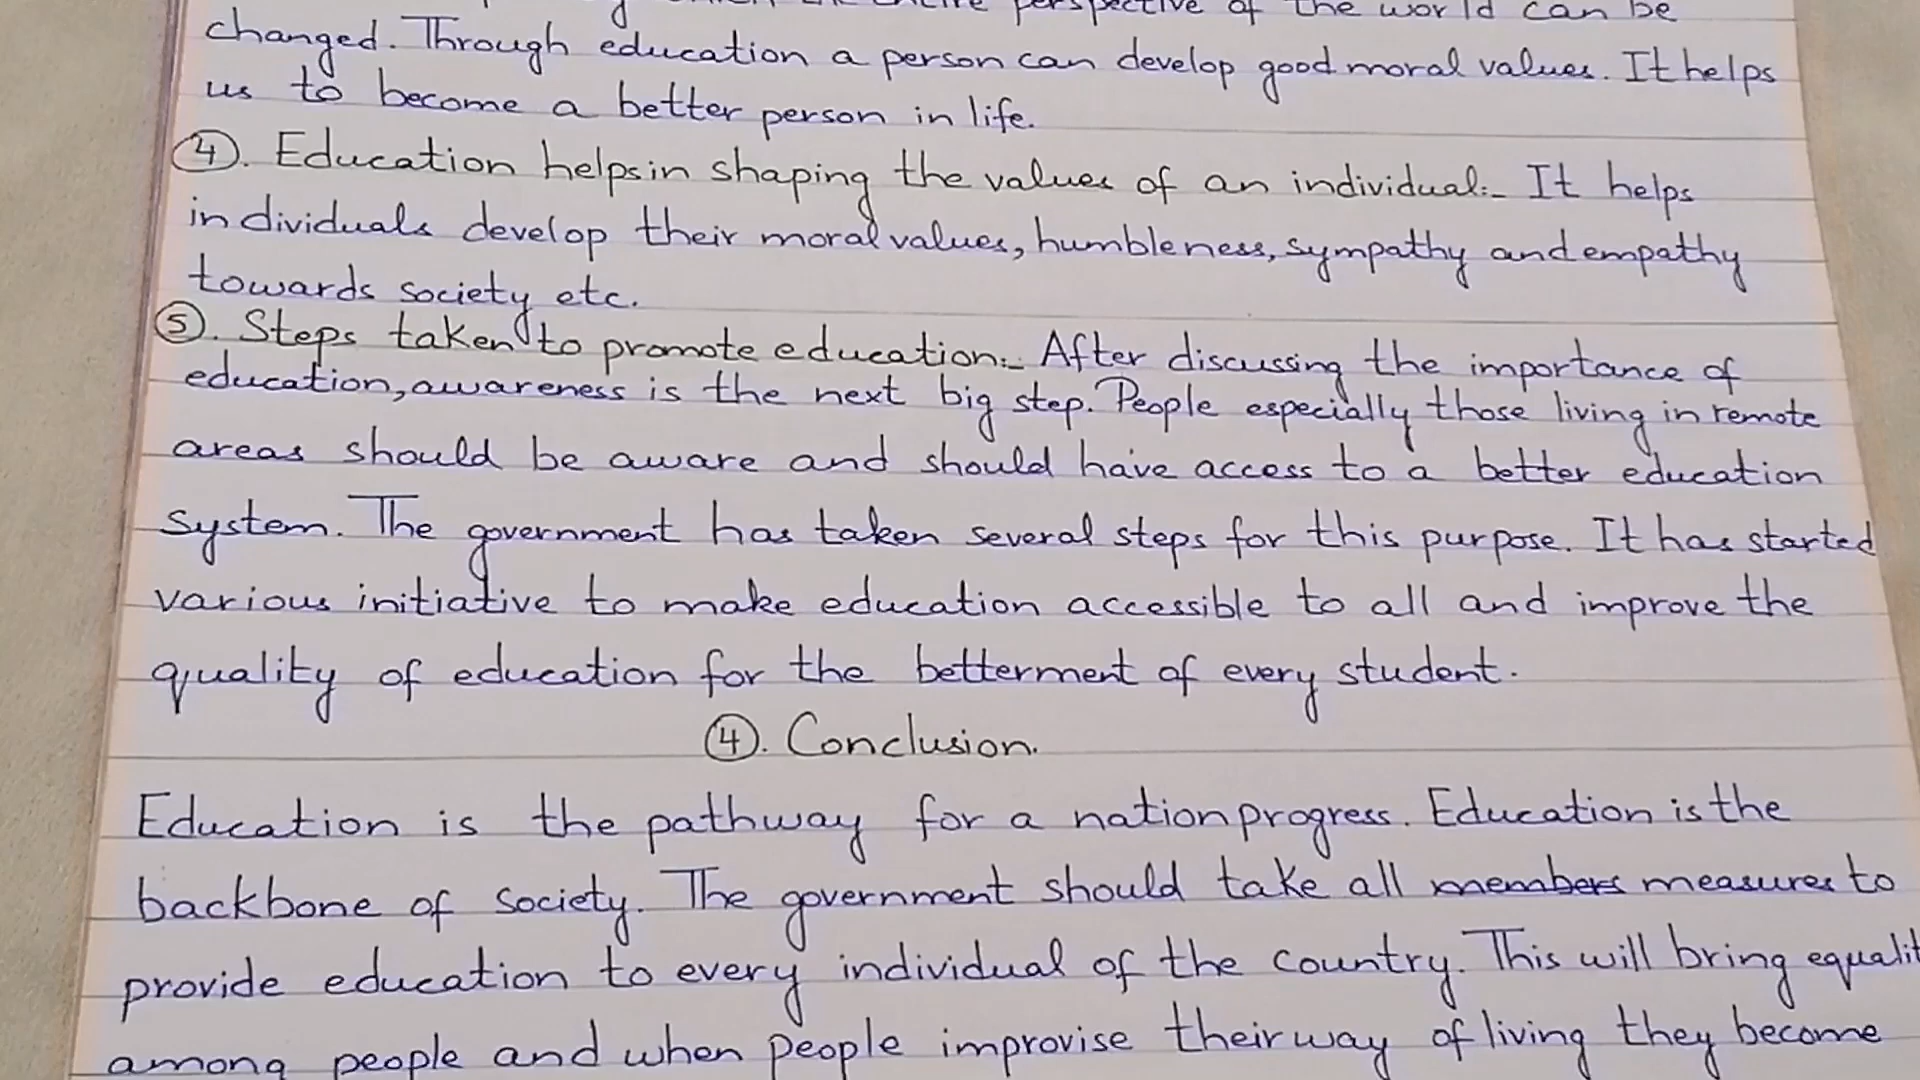 entire perspective of the world can be
changed. Through education a person can develop good moral values. It helps
us to become a better person in life.
④. Education helps in shaping the values of an individual:- It helps
individuals develop their moral values, humbleness, sympathy and empathy
towards society etc.
⑤. Steps taken to promote education:- After discussing the importance of
education, awareness is the next big step. People especially those living in remote
areas should be aware and should have access to a better education
system. The government has taken several steps for this purpose. It has started
various initiative to make education accessible to all and improve the
quality of education for the betterment of every student.
④. Conclusion.
Education is the pathway for a nation progress. Education is the
backbone of society. The government should take all members measures to
provide education to every individual of the country. This will bring equalit
among people and when people improvise their way of living they become